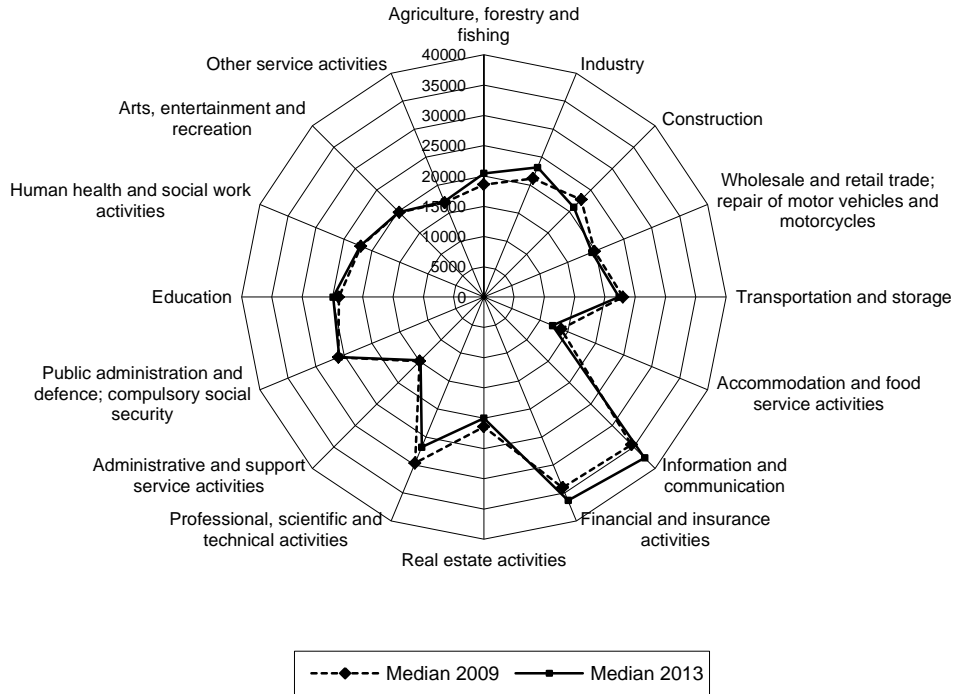 Agriculture, forestry and
fishing
Industry
Construction
Wholesale and retail trade;
repair of motor vehicles and
motorcycles
Transportation and storage
Accommodation and food
service activities
Information and
communication
Financial and insurance
activities
Real estate activities
Professional, scientific and
technical activities
Administrative and support
service activities
Public administration and
defence; compulsory social
security
Education
Human health and social work
activities
Arts, entertainment and
recreation
Other service activities
40000
35000
30000
25000
20000
15000
10000
5000
0
Median 2009
Median 2013